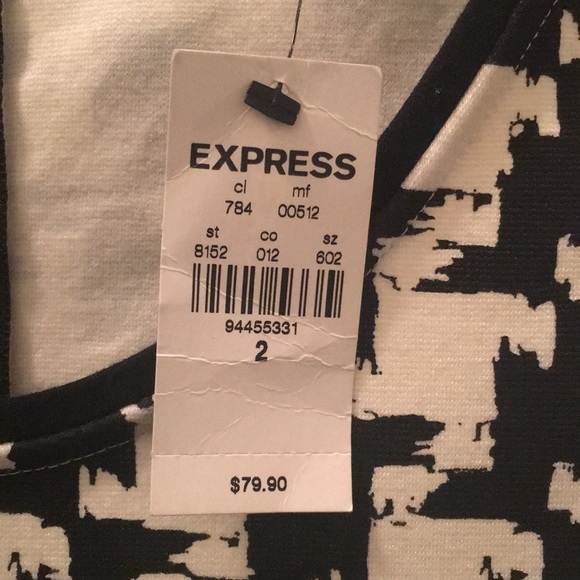 EXPRESS
cl mf
784 00512
st co sz
8152 012 602
94455331
2
$79.90